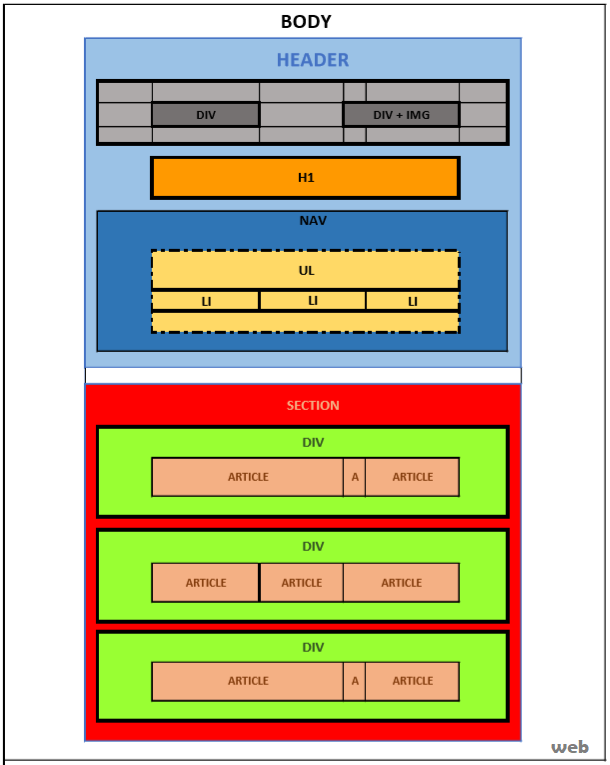 BODY
HEADER
DIV DIV + IMG
H1
NAV
UL
LI LI LI
SECTION
DIV
ARTICLE A ARTICLE
DIV
ARTICLE ARTICLE ARTICLE
DIV
ARTICLE A ARTICLE
web